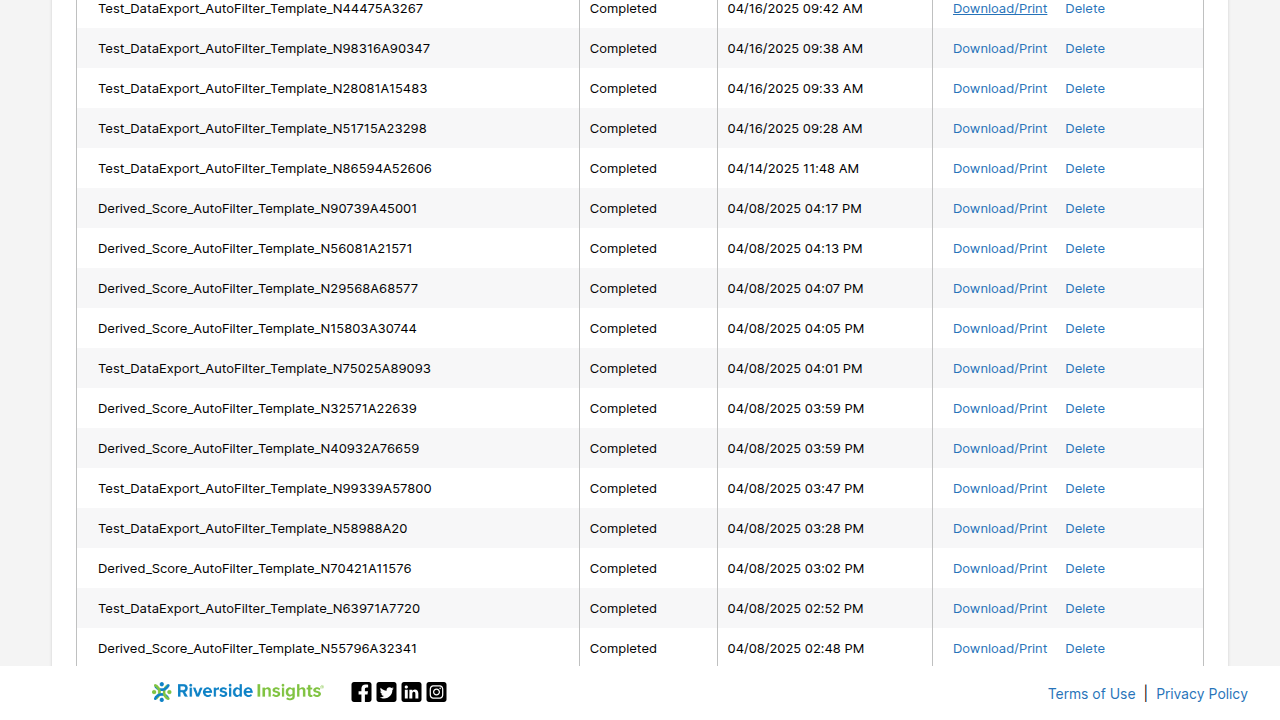 Test_DataExport_AutoFilter_Template_N44475A3267 Completed 04/16/2025 09:42 AM Download/Print Delete
Test_DataExport_AutoFilter_Template_N98316A90347 Completed 04/16/2025 09:38 AM Download/Print Delete
Test_DataExport_AutoFilter_Template_N28081A15483 Completed 04/16/2025 09:33 AM Download/Print Delete
Test_DataExport_AutoFilter_Template_N51715A23298 Completed 04/16/2025 09:28 AM Download/Print Delete
Test_DataExport_AutoFilter_Template_N86594A52606 Completed 04/14/2025 11:48 AM Download/Print Delete
Derived_Score_AutoFilter_Template_N90739A45001 Completed 04/08/2025 04:17 PM Download/Print Delete
Derived_Score_AutoFilter_Template_N56081A21571 Completed 04/08/2025 04:13 PM Download/Print Delete
Derived_Score_AutoFilter_Template_N29568A68577 Completed 04/08/2025 04:07 PM Download/Print Delete
Derived_Score_AutoFilter_Template_N15803A30744 Completed 04/08/2025 04:05 PM Download/Print Delete
Test_DataExport_AutoFilter_Template_N75025A89093 Completed 04/08/2025 04:01 PM Download/Print Delete
Derived_Score_AutoFilter_Template_N32571A22639 Completed 04/08/2025 03:59 PM Download/Print Delete
Derived_Score_AutoFilter_Template_N40932A76659 Completed 04/08/2025 03:59 PM Download/Print Delete
Test_DataExport_AutoFilter_Template_N99339A57800 Completed 04/08/2025 03:47 PM Download/Print Delete
Test_DataExport_AutoFilter_Template_N58988A20 Completed 04/08/2025 03:28 PM Download/Print Delete
Derived_Score_AutoFilter_Template_N70421A11576 Completed 04/08/2025 03:02 PM Download/Print Delete
Test_DataExport_AutoFilter_Template_N63971A7720 Completed 04/08/2025 02:52 PM Download/Print Delete
Derived_Score_AutoFilter_Template_N55796A32341 Completed 04/08/2025 02:48 PM Download/Print Delete
Riverside Insights Terms of Use | Privacy Policy